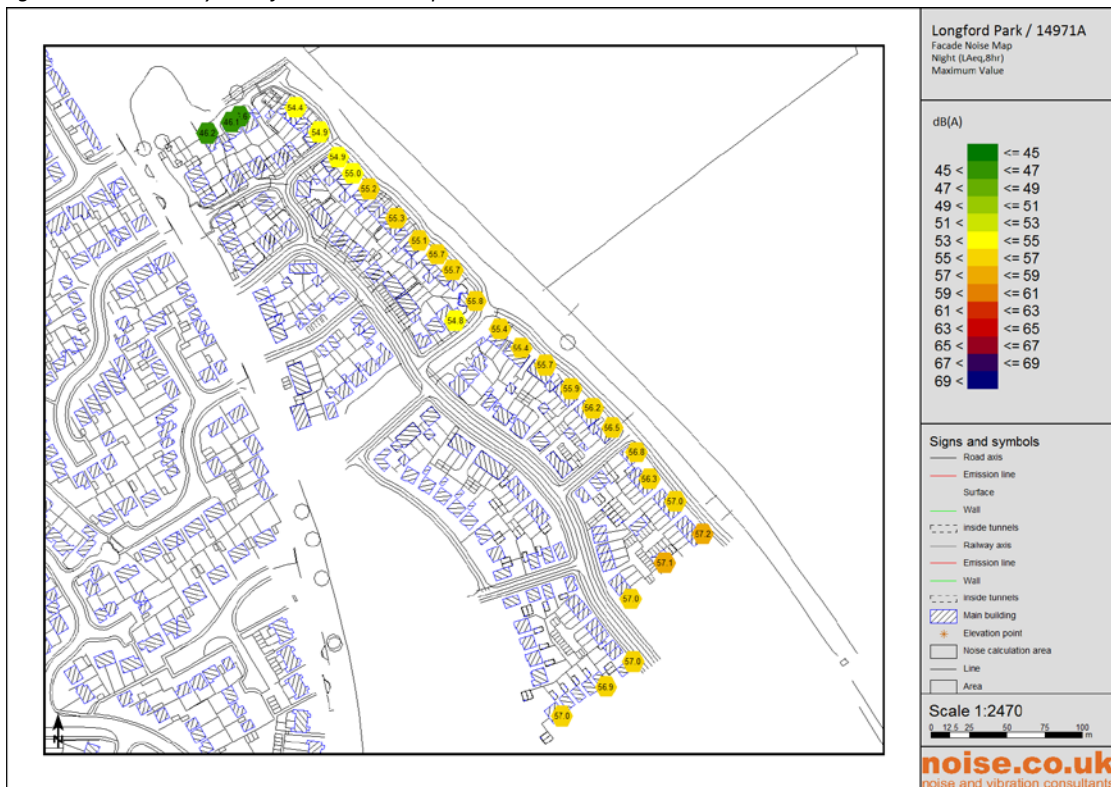 Longford Park / 14971A
Facade Noise Map
Night (LAeq,8hr)
Maximum Value
dB(A)
<= 45
45 < <= 47
47 < <= 49
49 < <= 51
51 < <= 53
53 < <= 55
55 < <= 57
57 < <= 59
59 < <= 61
61 < <= 63
63 < <= 65
65 < <= 67
67 < <= 69
69 <
Signs and symbols
Road axis
Emission line
Surface
Wall
inside tunnels
Railway axis
Emission line
Wall
inside tunnels
Main building
Elevation point
Noise calculation area
Line
Area
Scale 1:2470
0 12.5 25 50 75 100
m
noise.co.uk
noise and vibration consultants
54.4
46.1
46.2
54.9
54.9
55.0
55.2
55.3
55.1
55.7
55.7
55.8
54.8
55.4
55.4
55.7
55.9
56.2
56.5
56.8
56.3
57.0
57.2
57.1
57.0
57.0
56.9
57.0
N